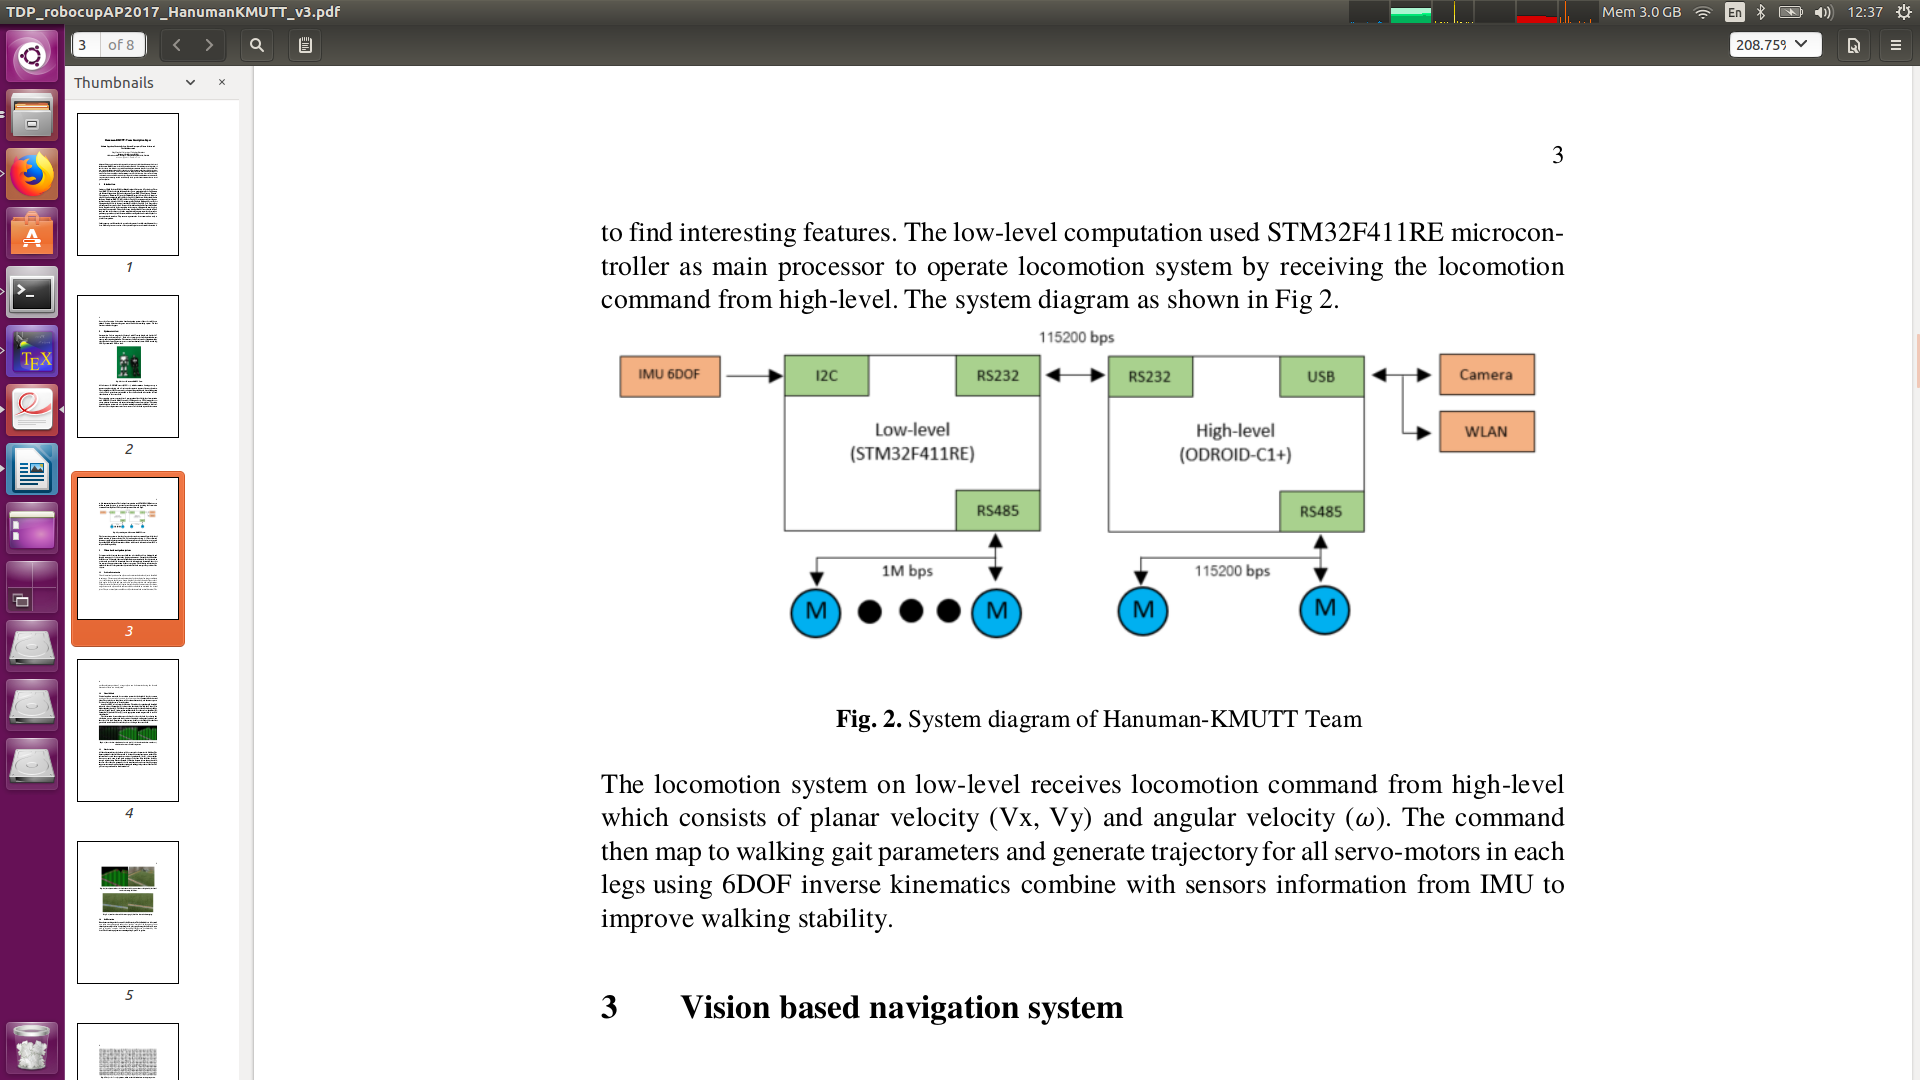 TDP_robocupAP2017_HanumanKMUTT_v3.pdf
Mem 3.0 GB
En
12:37
3
of 8
208.75%
Thumbnails
1
2
3
4
5
3
to find interesting features. The low-level computation used STM32F411RE microcon-
troller as main processor to operate locomotion system by receiving the locomotion
command from high-level. The system diagram as shown in Fig 2.
115200 bps
IMU 6DOF
I2C
RS232
RS232
USB
Camera
Low-level
(STM32F411RE)
High-level
(ODROID-C1+)
WLAN
RS485
RS485
1M bps
115200 bps
M
M
M
M
Fig. 2. System diagram of Hanuman-KMUTT Team
The locomotion system on low-level receives locomotion command from high-level
which consists of planar velocity (Vx, Vy) and angular velocity (ω). The command
then map to walking gait parameters and generate trajectory for all servo-motors in each
legs using 6DOF inverse kinematics combine with sensors information from IMU to
improve walking stability.
3 Vision based navigation system